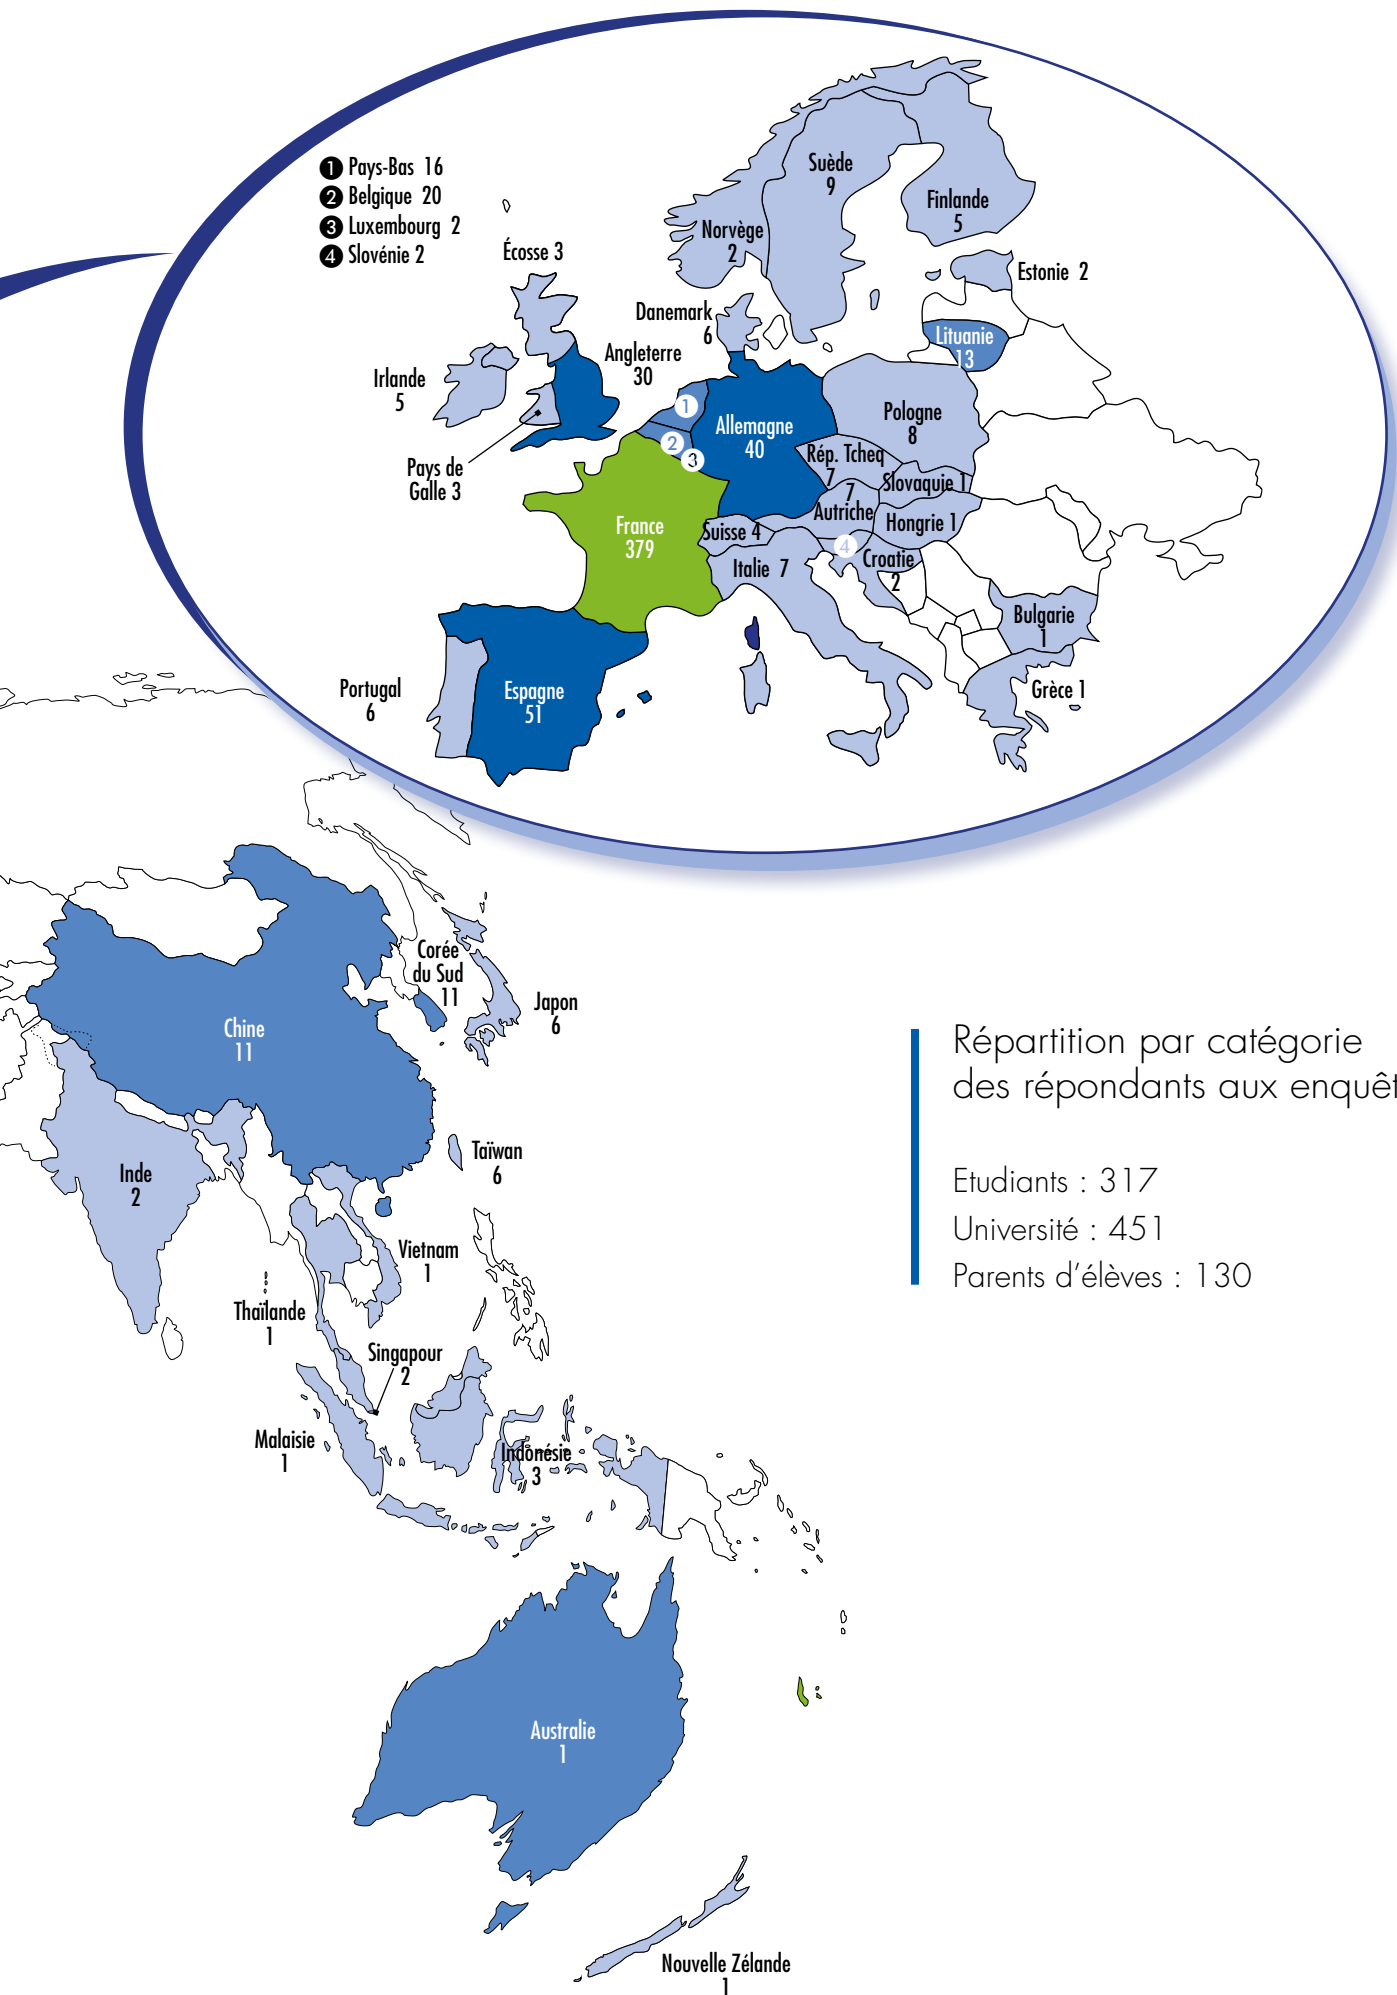 ❶ Pays-Bas 16
❷ Belgique 20
❸ Luxembourg 2
❹ Slovénie 2
Suède
9
Finlande
5
Norvège
2
Écosse 3
Estonie 2
Danemark
6
Lituanie
13
Angleterre
30
Irlande
5
1
Pologne
8
Allemagne
40
2
3
Rép. Tcheq
7
Pays de
Galle 3
Slovaquie 1
7
Autriche
Hongrie 1
France
379
Suisse 4
4
Croatie
2
Italie 7
Bulgarie
1
Portugal
6
Espagne
51
Grèce 1
Corée
du Sud
11
Japon
6
Chine
11
Répartition par catégorie
des répondants aux enquêt
Inde
2
Taïwan
6
Etudiants : 317
Université : 451
Parents d'élèves : 130
Vietnam
1
Thaïlande
1
Singapour
2
Malaisie
1
Indonésie
3
Australie
1
Nouvelle Zélande
1